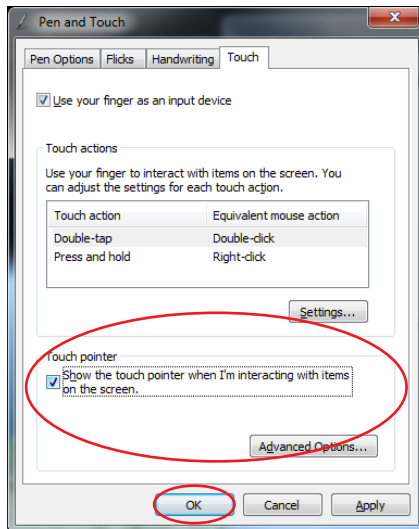 Pen and Touch
Pen Options Flicks Handwriting Touch
Use your finger as an input device
Touch actions
Use your finger to interact with items on the screen. You
can adjust the settings for each touch action.
Touch action Equivalent mouse action
Double-tap Double-click
Press and hold Right-click
Settings...
Touch pointer
Show the touch pointer when I'm interacting with items
on the screen.
Advanced Options...
OK Cancel Apply